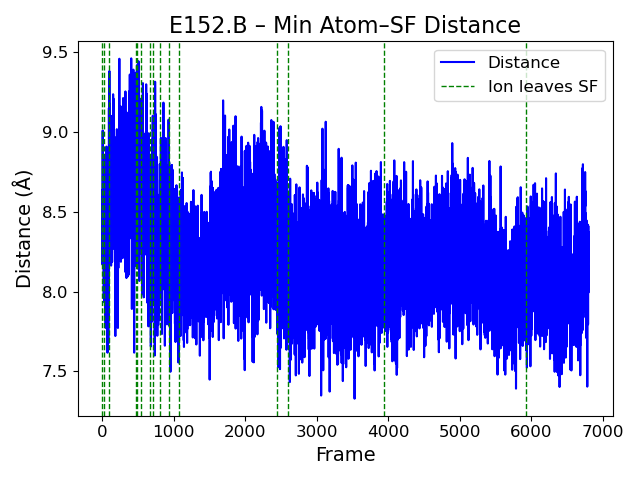 E152.B – Min Atom–SF Distance
Distance (Å)
9.5
9.0
8.5
8.0
7.5
Distance
Ion leaves SF
0 1000 2000 3000 4000 5000 6000 7000
Frame